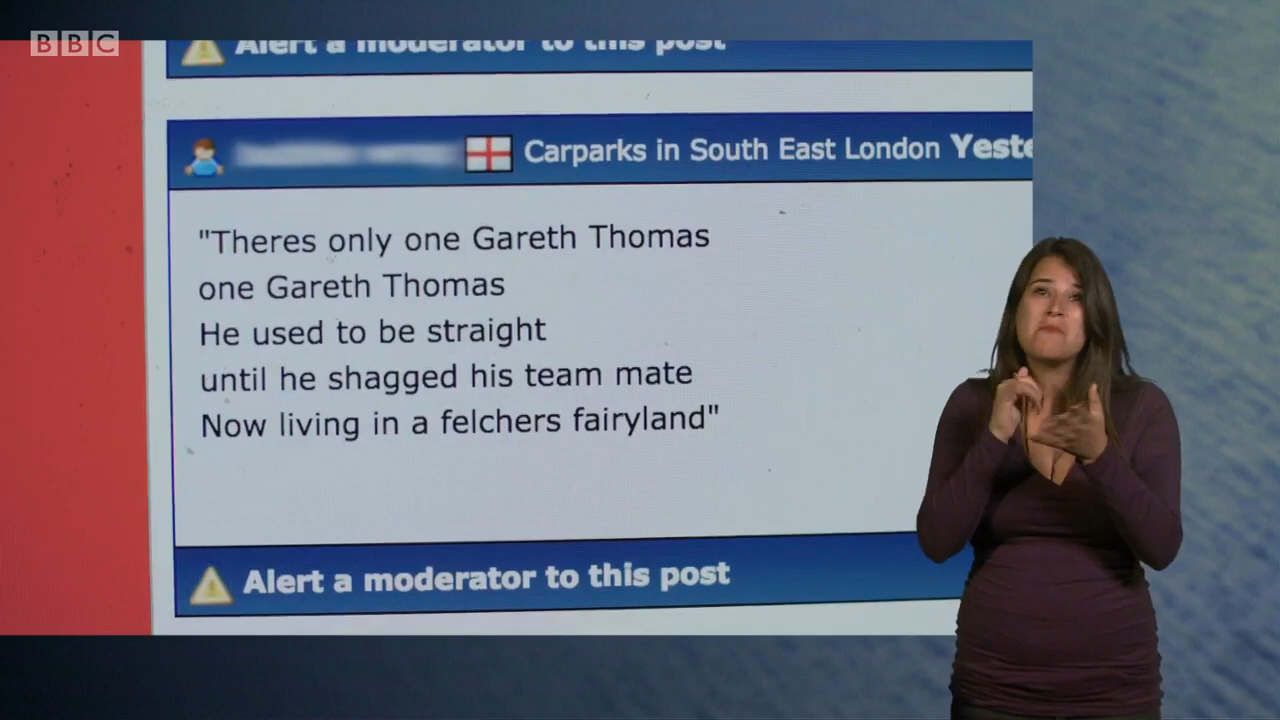 BBC
Alert a moderator to this post
Carparks in South East London Yeste
"Theres only one Gareth Thomas
one Gareth Thomas
He used to be straight
until he shagged his team mate
Now living in a felchers fairyland"
Alert a moderator to this post